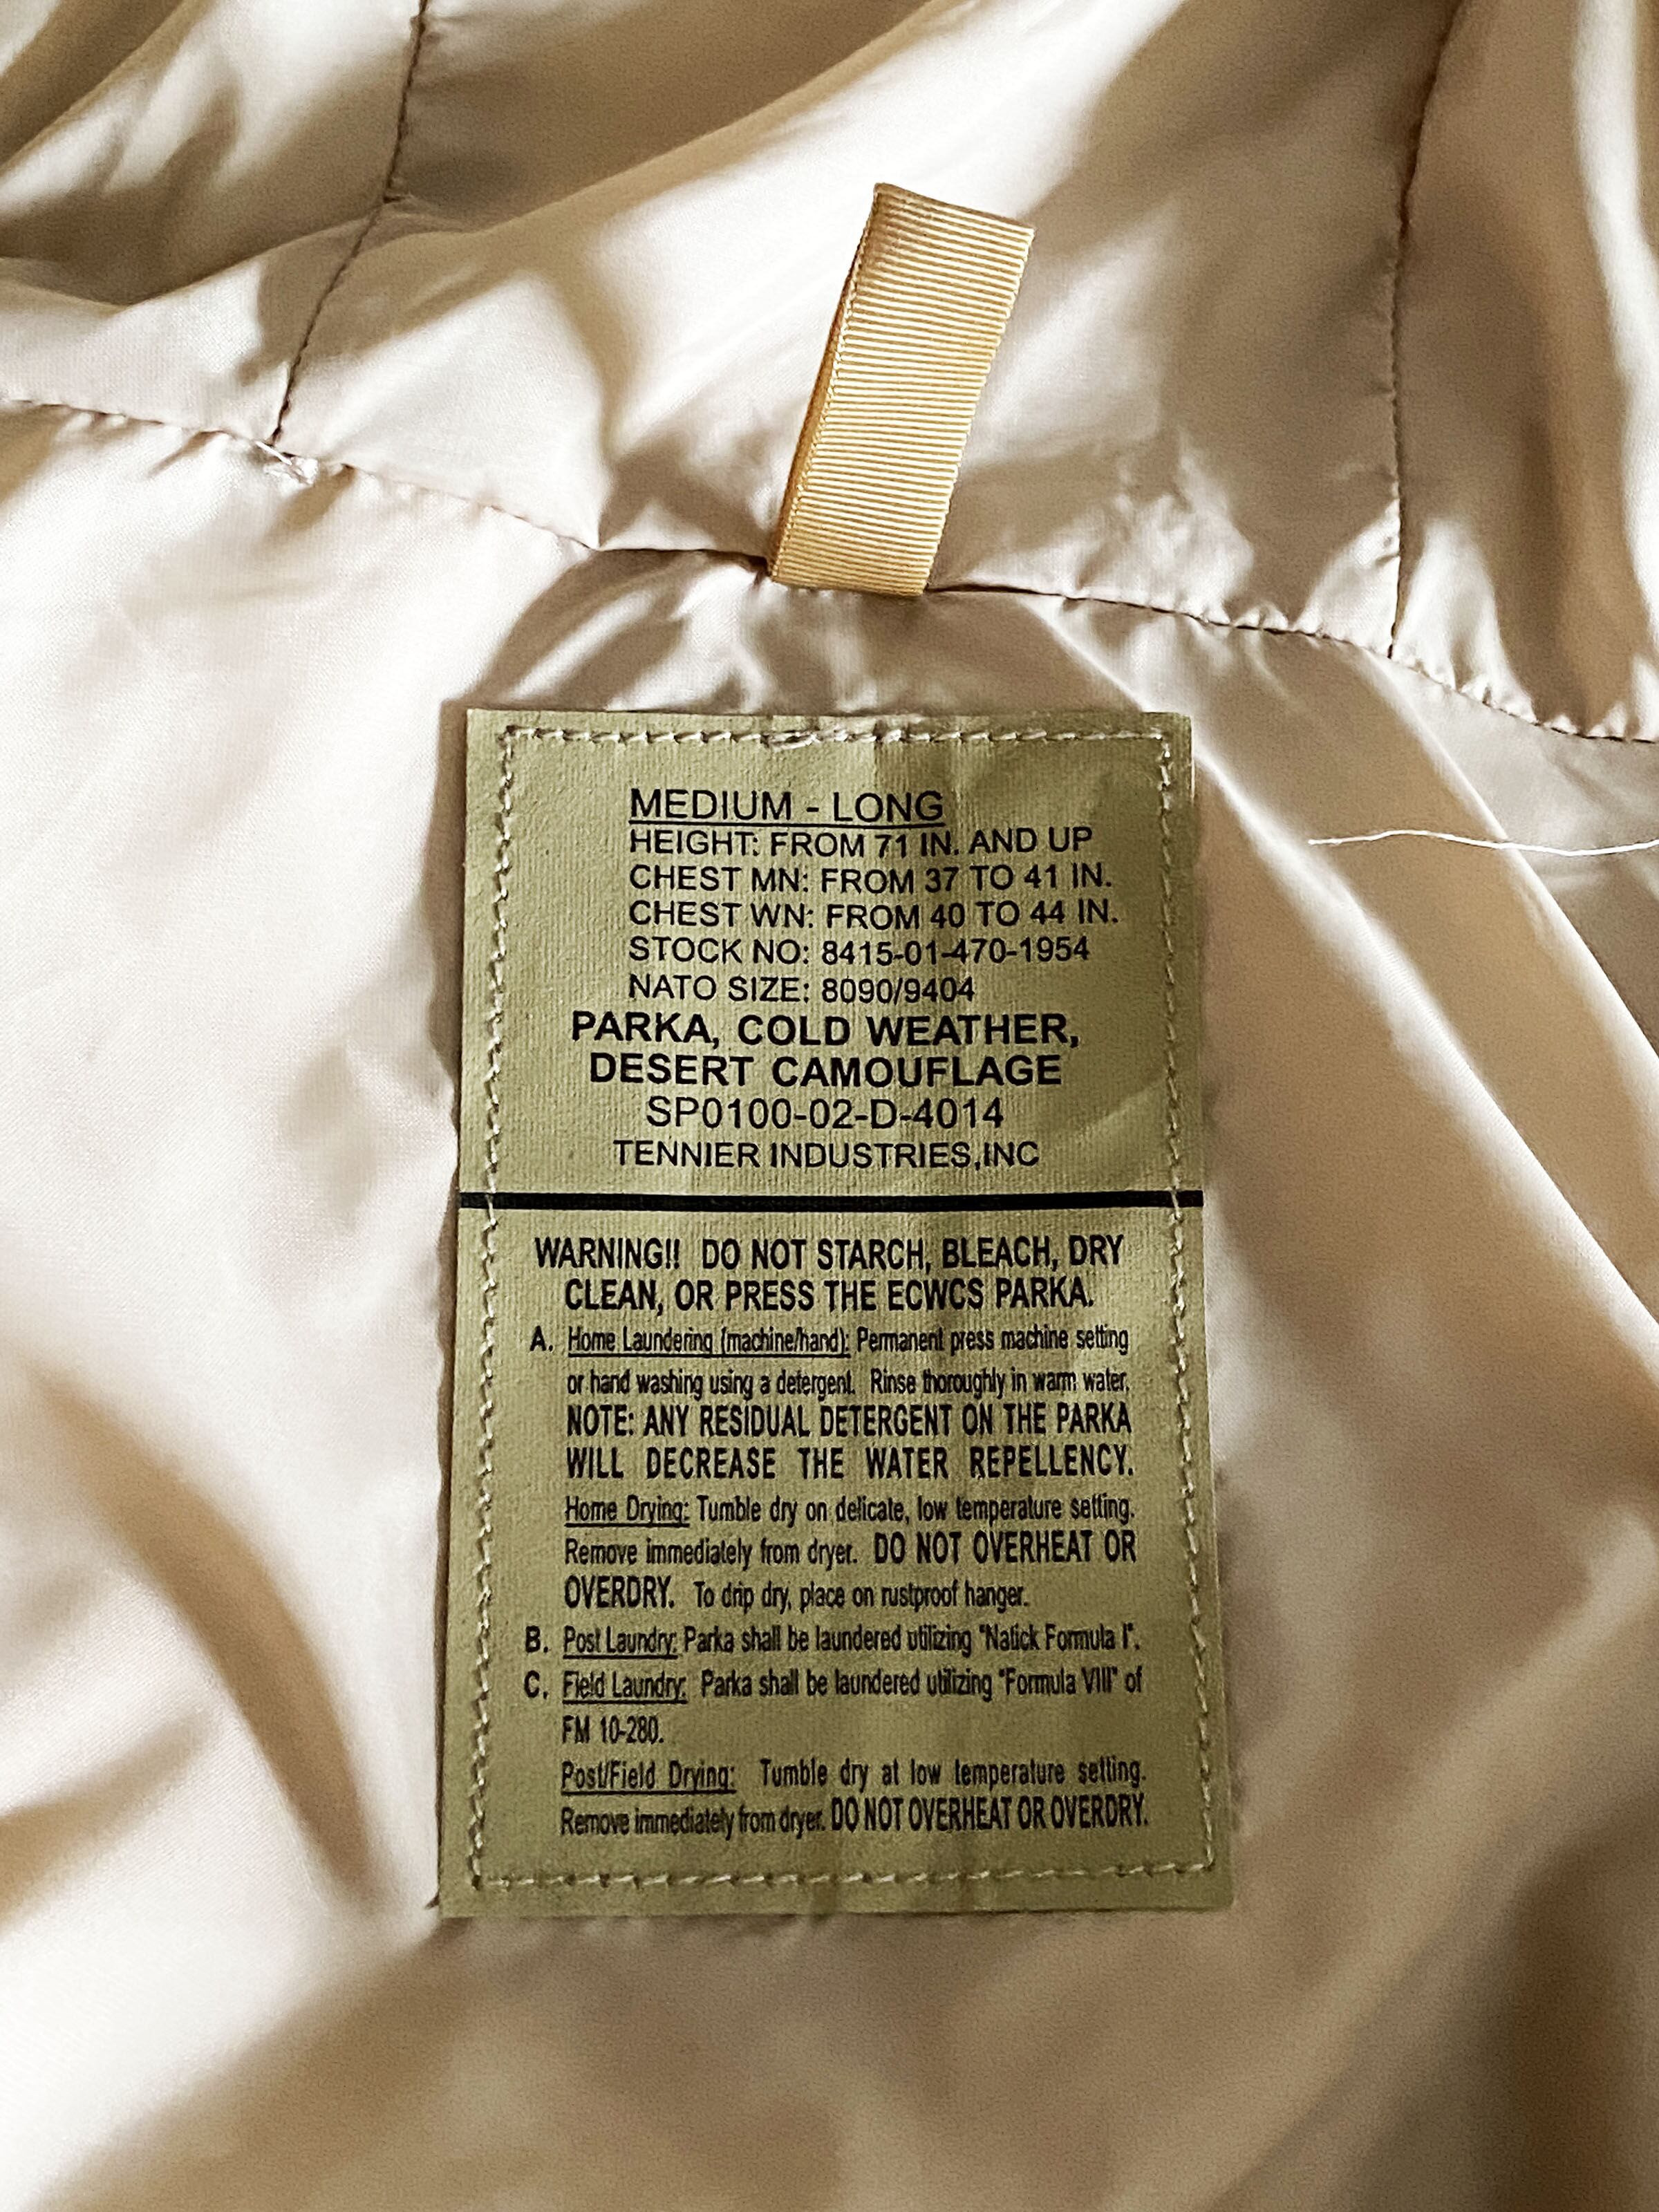 MEDIUM - LONG
HEIGHT: FROM 71 IN. AND UP
CHEST MN: FROM 37 TO 41 IN.
CHEST WN: FROM 40 TO 44 IN.
STOCK NO: 8415-01-470-1954
NATO SIZE: 8090/9404
PARKA, COLD WEATHER,
DESERT CAMOUFLAGE
SP0100-02-D-4014
TENNIER INDUSTRIES,INC
WARNING!! DO NOT STARCH, BLEACH, DRY
CLEAN, OR PRESS THE ECWCS PARKA.
A. Home Laundering (machine/hand): Permanent press machine setting
or hand washing using a detergent. Rinse thoroughly in warm water.
NOTE: ANY RESIDUAL DETERGENT ON THE PARKA
WILL DECREASE THE WATER REPELLENCY.
Home Drying: Tumble dry on delicate, low temperature setting.
Remove immediately from dryer. DO NOT OVERHEAT OR
OVERDRY. To drip dry, place on rustproof hanger.
B. Post Laundry: Parka shall be laundered utilizing "Natick Formula I".
C. Field Laundry: Parka shall be laundered utilizing "Formula VIII" of
FM 10-280.
Post/Field Drying: Tumble dry at low temperature setting.
Remove immediately from dryer. DO NOT OVERHEAT OR OVERDRY.